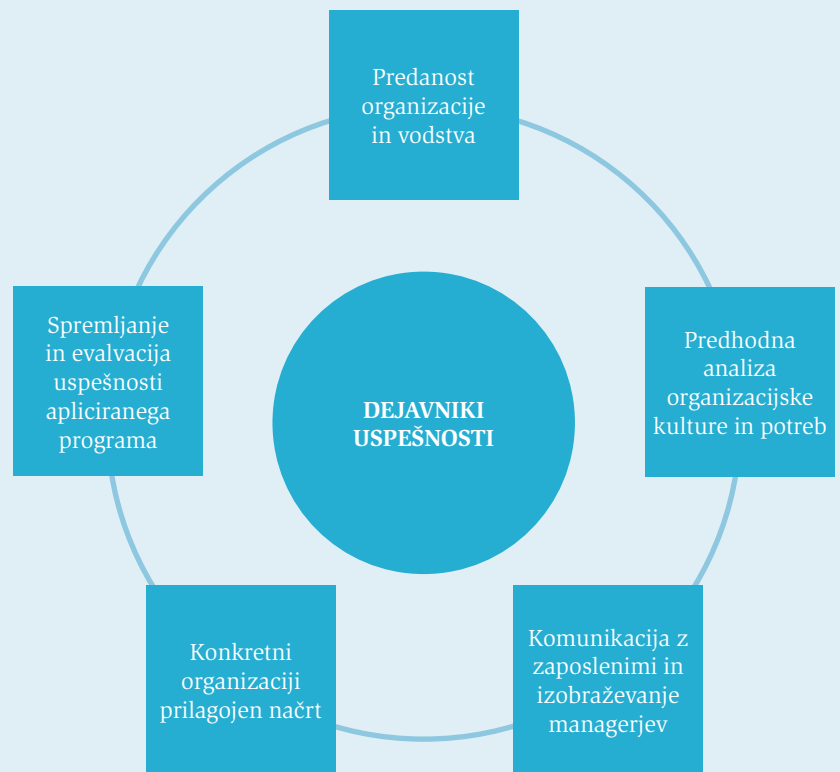 Predanost
organizacije
in vodstva
Predhodna
analiza
organizacijske
kulture in potreb
Komunikacija z
zaposlenimi in
izobraževanje
managerjev
Konkretni
organizaciji
prilagojen načrt
Spremljanje
in evalvacija
uspešnosti
apliciranega
programa
DEJAVNIKI
USPEŠNOSTI